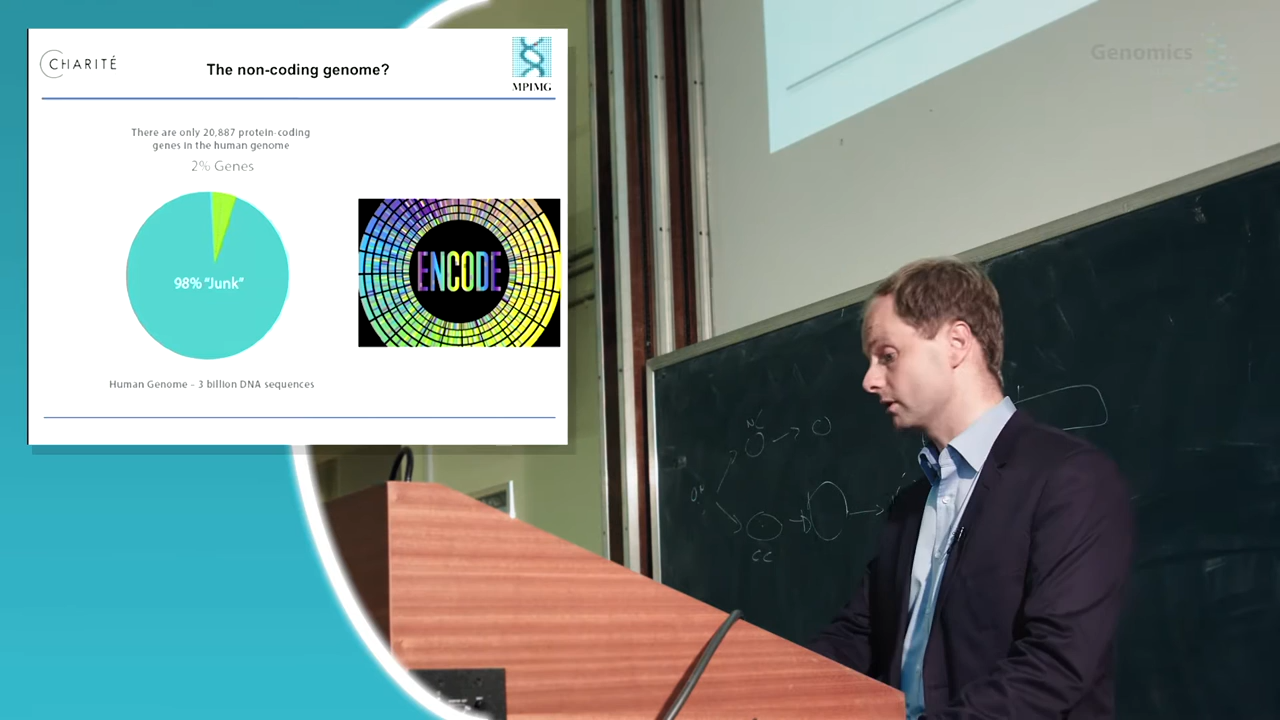 CHARITÉ
The non-coding genome?
MPIMG
There are only 20,887 protein-coding
genes in the human genome
2% Genes
98% "Junk"
ENCODE
Human Genome – 3 billion DNA sequences
Genomics
CC